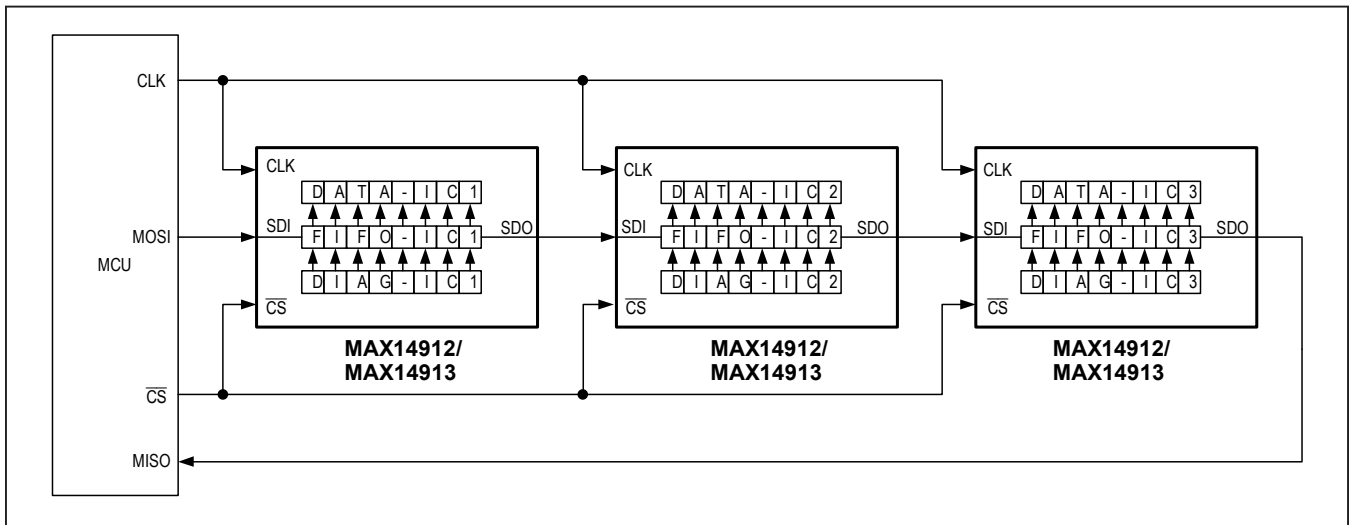 CLK
MOSI
MCU
CS
MISO
CLK
DATA-IC1
SDI
FIFO-IC1
SDO
DIAG-IC1
CS
MAX14912/
MAX14913
CLK
DATA-IC2
SDI
FIFO-IC2
SDO
DIAG-IC2
CS
MAX14912/
MAX14913
CLK
DATA-IC3
SDI
FIFO-IC3
SDO
DIAG-IC3
CS
MAX14912/
MAX14913